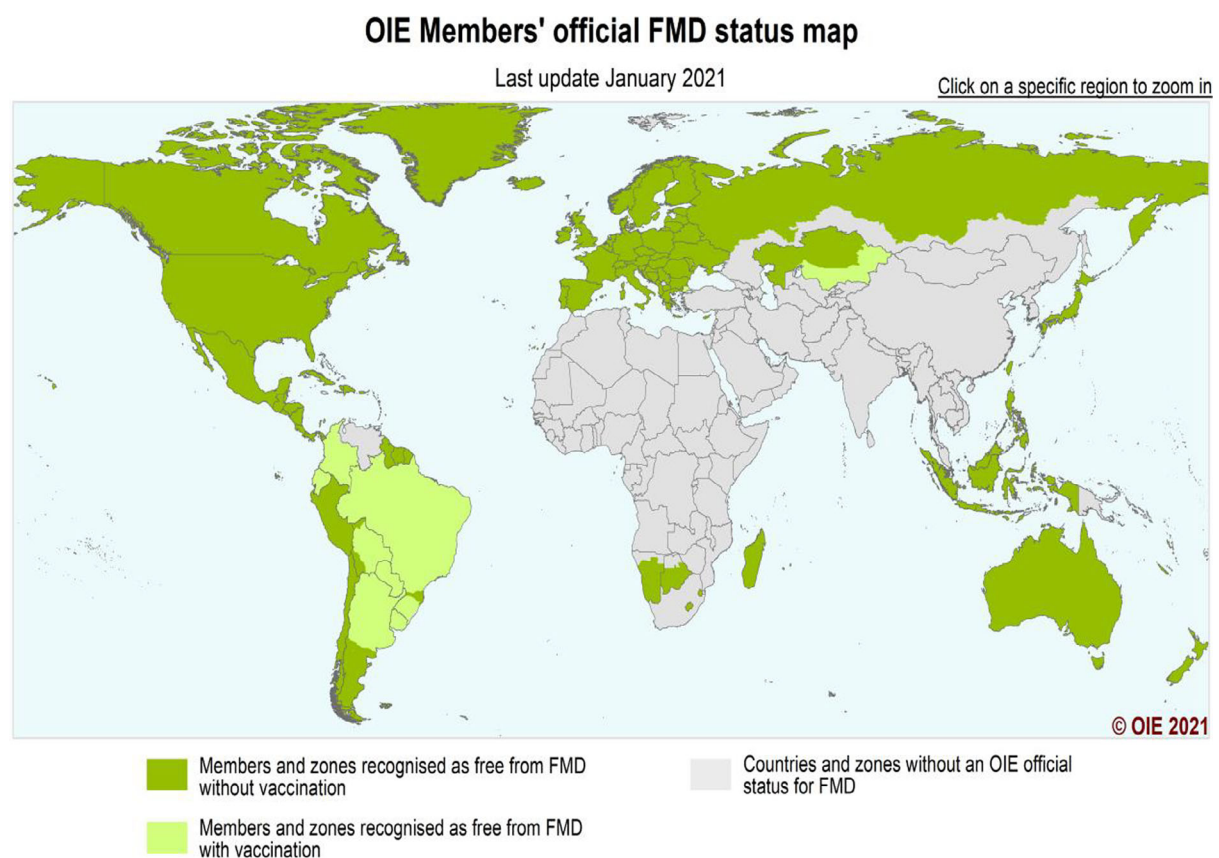 OIE Members' official FMD status map
Last update January 2021
Click on a specific region to zoom in
© OIE 2021
Members and zones recognised as free from FMD
without vaccination
Members and zones recognised as free from FMD
with vaccination
Countries and zones without an OIE official
status for FMD